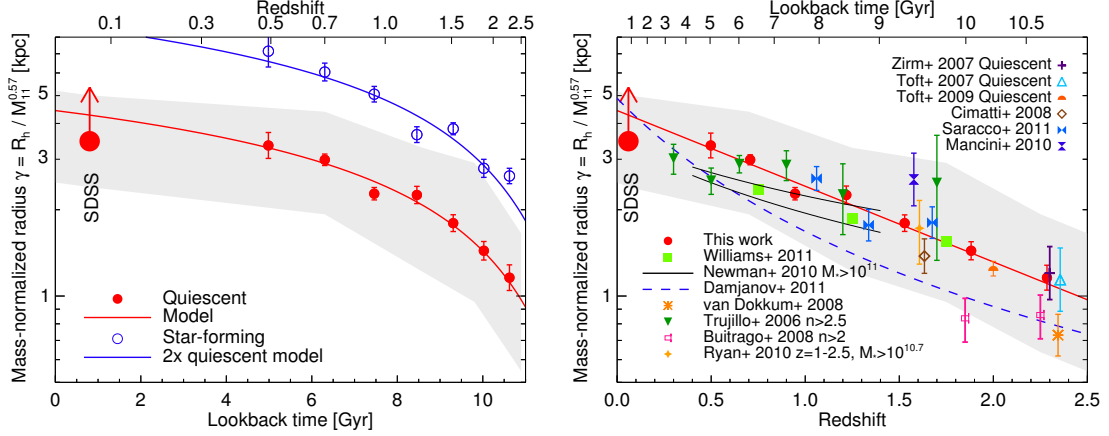 Redshift
0.1 0.3 0.5 0.7 1.0 1.5 2 2.5
Mass-normalized radius γ = R_h / M_11^0.57 [kpc]
5
3
1
SDSS
Quiescent
Model
Star-forming
2x quiescent model
0 2 4 6 8 10
Lookback time [Gyr]
Lookback time [Gyr]
1 2 3 4 5 6 7 8 9 10 10.5
Mass-normalized radius γ = R_h / M_11^0.57 [kpc]
5
3
1
SDSS
Zirm+ 2007 Quiescent
Toft+ 2007 Quiescent
Toft+ 2009 Quiescent
Cimatti+ 2008
Saracco+ 2011
Mancini+ 2010
This work
Williams+ 2011
Newman+ 2010 M_*>10^11
Damjanov+ 2011
van Dokkum+ 2008
Trujillo+ 2006 n>2.5
Buitrago+ 2008 n>2
Ryan+ 2010 z=1-2.5, M_*>10^10.7
0.0 0.5 1.0 1.5 2.0 2.5
Redshift